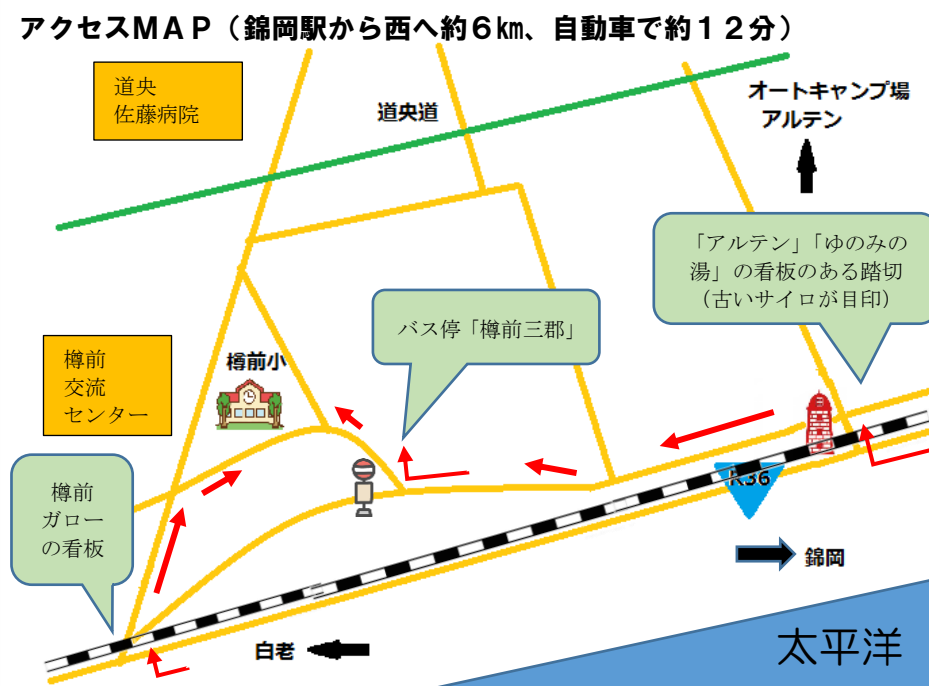 アクセスMAP（錦岡駅から西へ約６㎞、自動車で約１２分）
道央
佐藤病院
道央道
オートキャンプ場
アルテン
「アルテン」「ゆのみの
湯」の看板のある踏切
（古いサイロが目印）
バス停「樽前三郡」
樽前
交流
センター
樽前小
樽前
ガロー
の看板
R36
錦岡
白老
太平洋